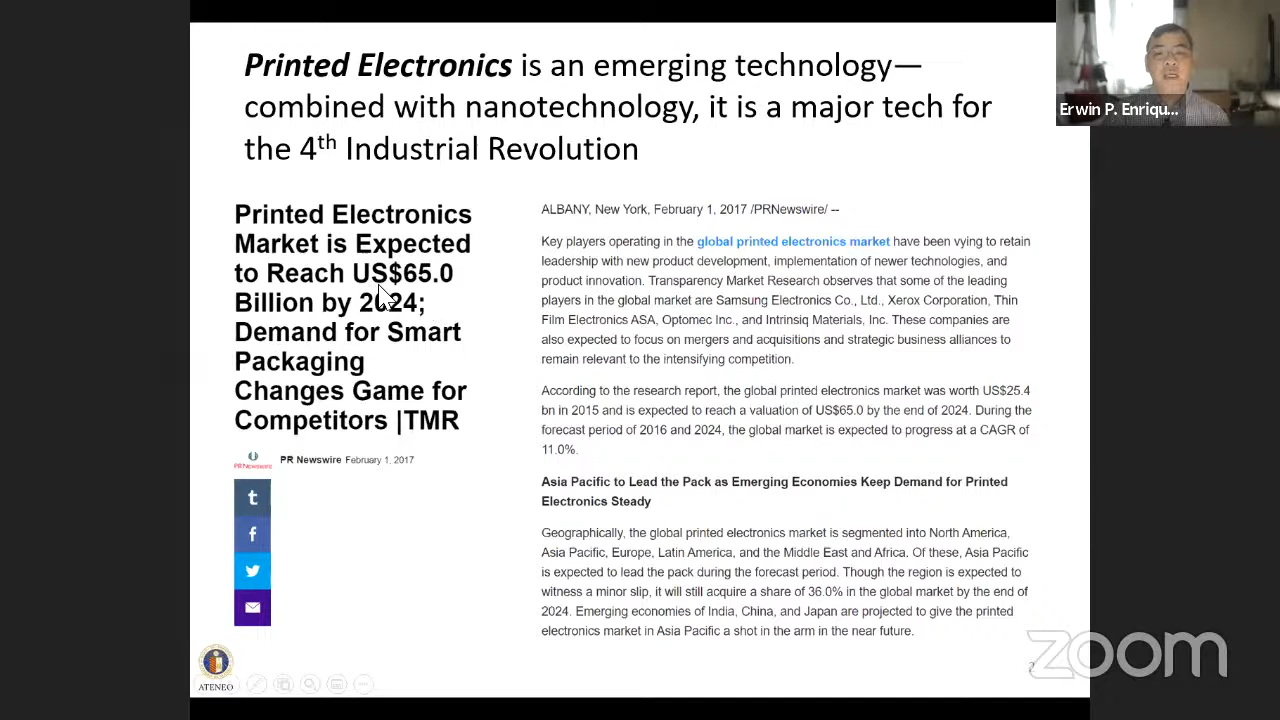 Printed Electronics is an emerging technology—
combined with nanotechnology, it is a major tech for
the 4th Industrial Revolution
Erwin P. Enriqu...
Printed Electronics
Market is Expected
to Reach US$65.0
Billion by 2024;
Demand for Smart
Packaging
Changes Game for
Competitors |TMR
PRNewswire
PR Newswire February 1, 2017
ALBANY, New York, February 1, 2017 /PRNewswire/ --
Key players operating in the global printed electronics market have been vying to retain
leadership with new product development, implementation of newer technologies, and
product innovation. Transparency Market Research observes that some of the leading
players in the global market are Samsung Electronics Co., Ltd., Xerox Corporation, Thin
Film Electronics ASA, Optomec Inc., and Intrinsiq Materials, Inc. These companies are
also expected to focus on mergers and acquisitions and strategic business alliances to
remain relevant to the intensifying competition.
According to the research report, the global printed electronics market was worth US$25.4
bn in 2015 and is expected to reach a valuation of US$65.0 by the end of 2024. During the
forecast period of 2016 and 2024, the global market is expected to progress at a CAGR of
11.0%.
Asia Pacific to Lead the Pack as Emerging Economies Keep Demand for Printed
Electronics Steady
Geographically, the global printed electronics market is segmented into North America,
Asia Pacific, Europe, Latin America, and the Middle East and Africa. Of these, Asia Pacific
is expected to lead the pack during the forecast period. Though the region is expected to
witness a minor slip, it will still acquire a share of 36.0% in the global market by the end of
2024. Emerging economies of India, China, and Japan are projected to give the printed
electronics market in Asia Pacific a shot in the arm in the near future.
ATENEO
2
zoom